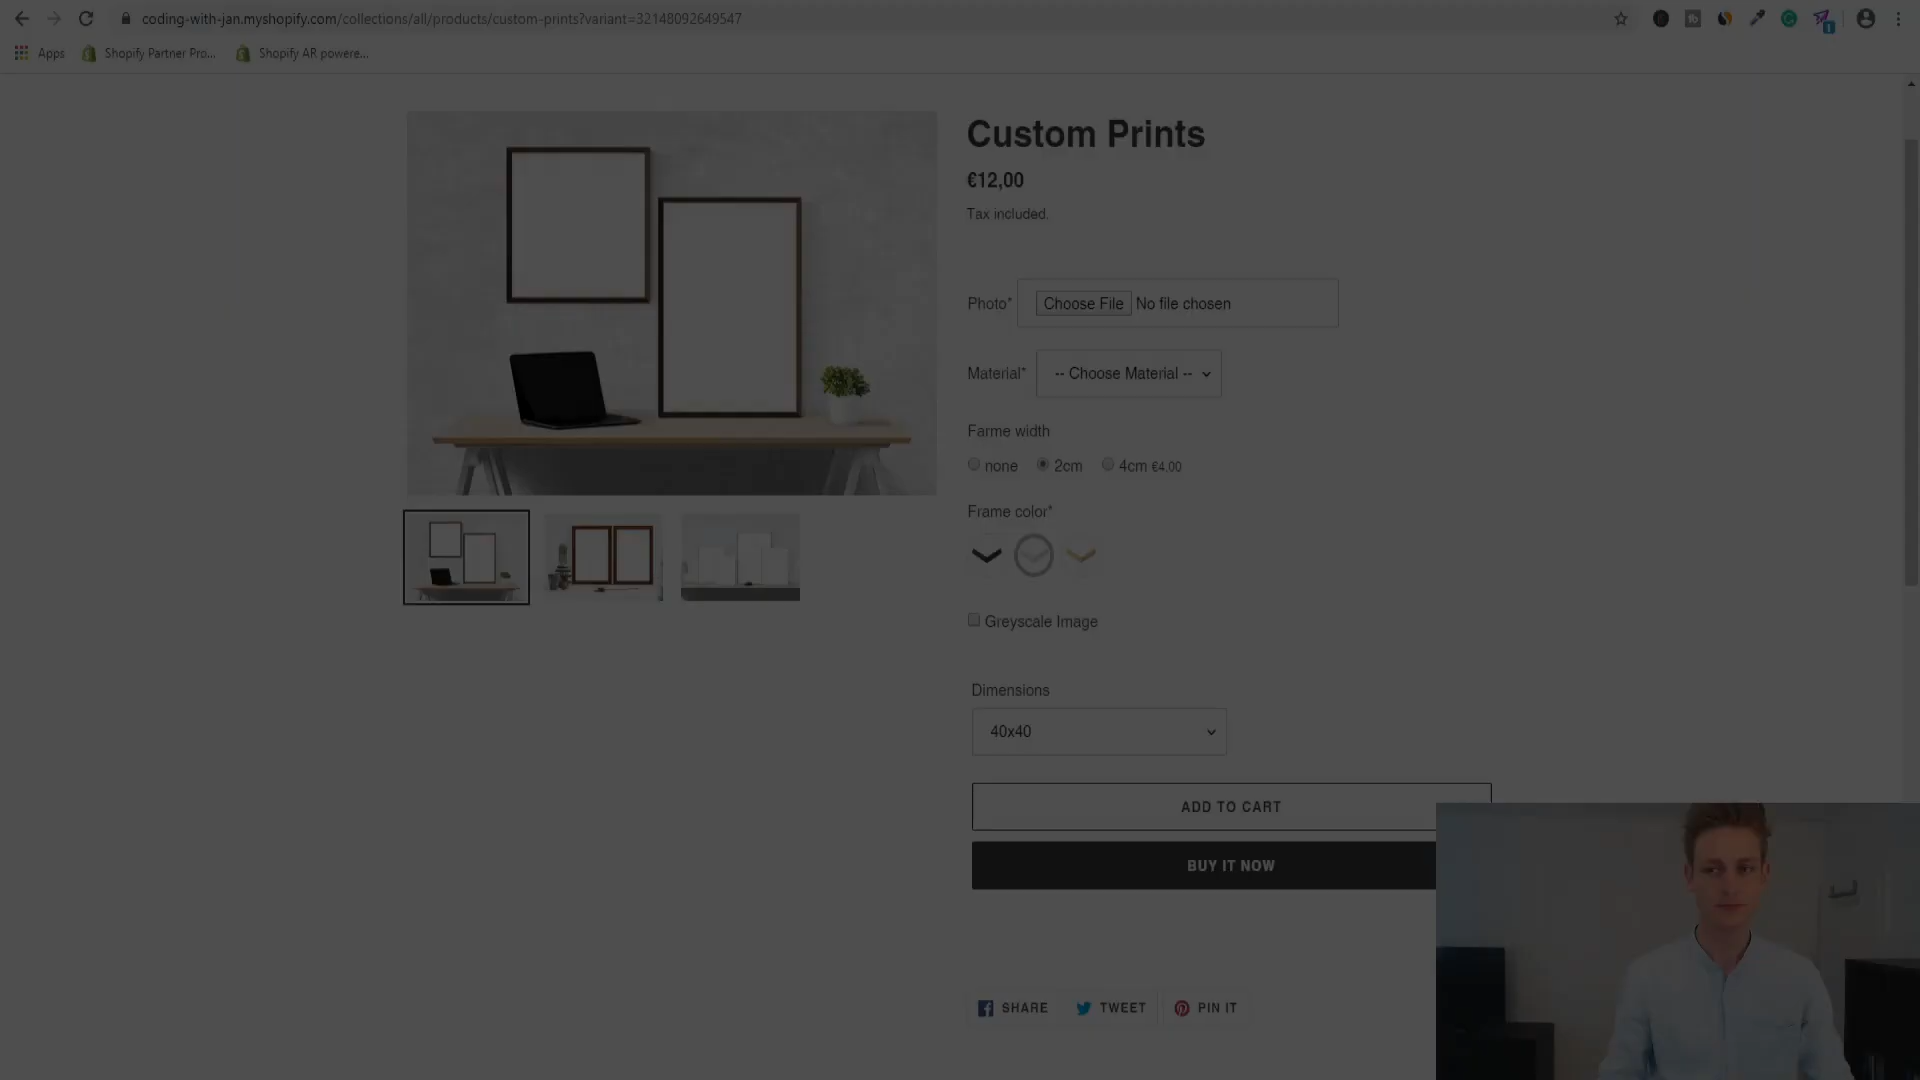 coding-with-jan.myshopify.com/collections/all/products/custom-prints?variant=32148092649547
Apps
Shopify Partner Pro...
Shopify AR powere...
Custom Prints
€12,00
Tax included.
Photo*
Choose File No file chosen
Material*
-- Choose Material --
Farme width
none
2cm
4cm €4.00
Frame color*
Greyscale Image
Dimensions
40x40
ADD TO CART
BUY IT NOW
SHARE
TWEET
PIN IT